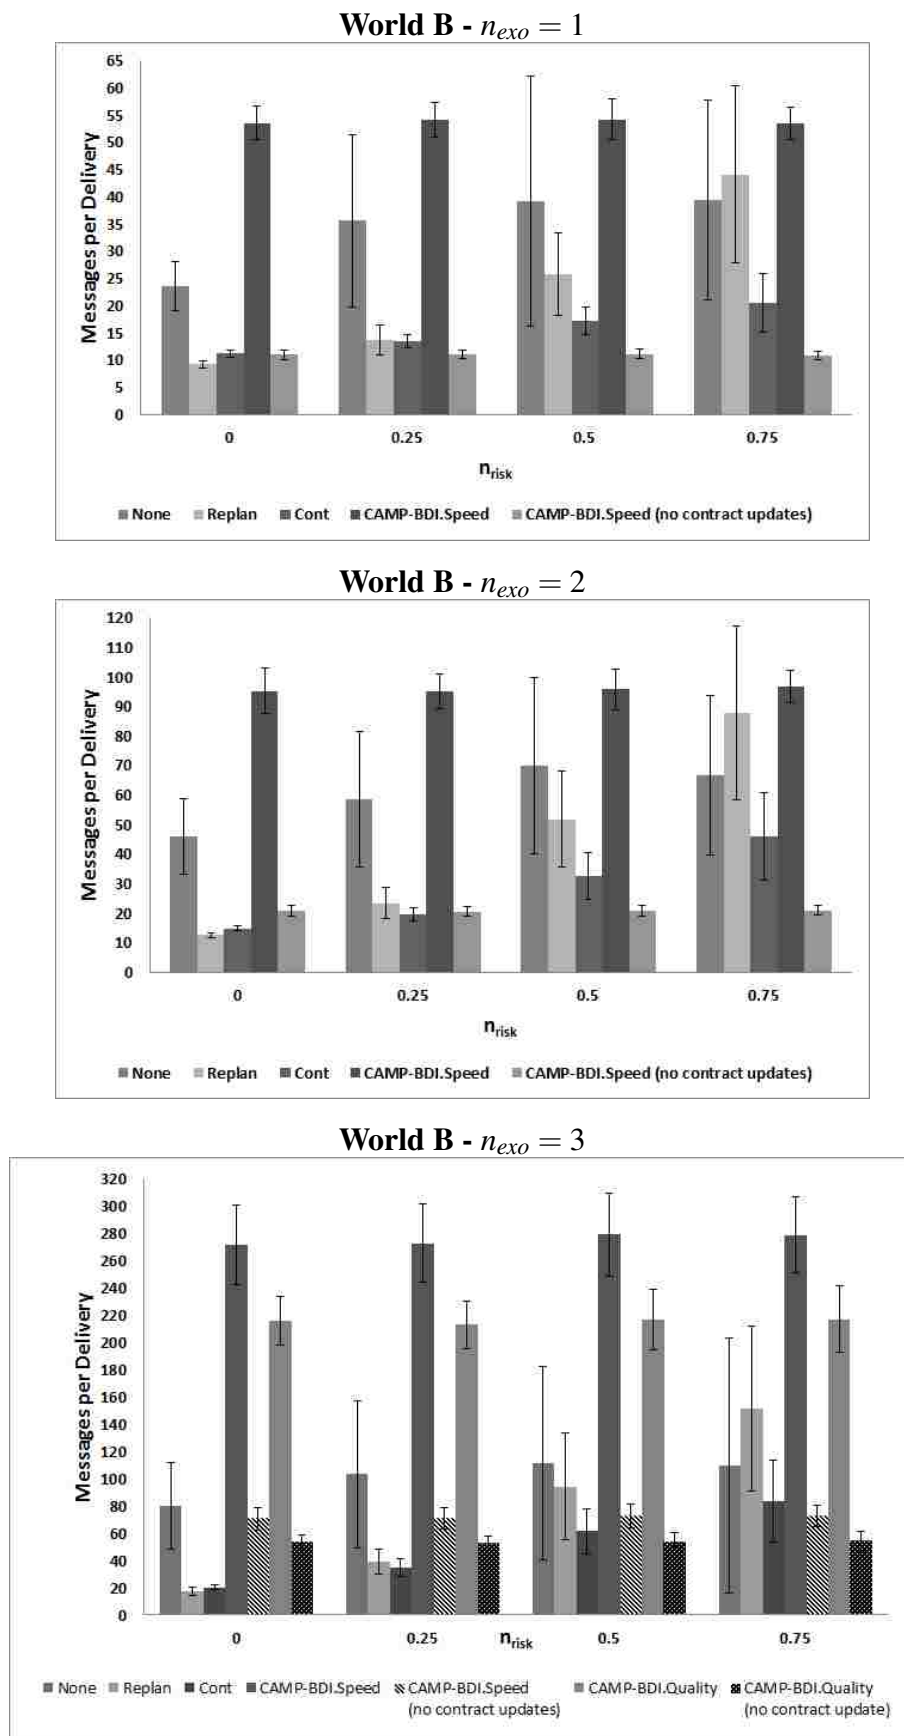 World B - n_exo = 1
65
60
55
50
45
40
35
30
25
20
15
10
5
0
Messages per Delivery
0 0.25 0.5 0.75
n_risk
None Replan Cont CAMP-BDI.Speed CAMP-BDI.Speed (no contract updates)
World B - n_exo = 2
120
110
100
90
80
70
60
50
40
30
20
10
0
Messages per Delivery
0 0.25 0.5 0.75
n_risk
None Replan Cont CAMP-BDI.Speed CAMP-BDI.Speed (no contract updates)
World B - n_exo = 3
320
300
280
260
240
220
200
180
160
140
120
100
80
60
40
20
0
Messages per Delivery
0 0.25 n_risk 0.5 0.75
None Replan Cont CAMP-BDI.Speed CAMP-BDI.Speed CAMP-BDI.Quality CAMP-BDI.Quality
(no contract updates) (no contract update)